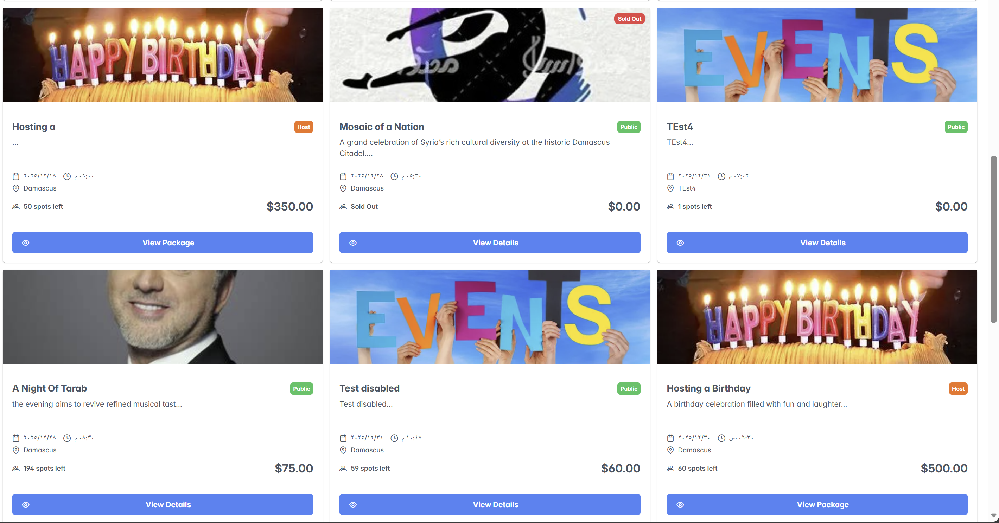 HAPPY BIRTHDAY
Sold Out
EVENTS
Hosting a
Host
...
٢٠٢٥/١٢/١٨ ٠٦:٠٠ م
Damascus
50 spots left
$350.00
View Package
Mosaic of a Nation
Public
A grand celebration of Syria’s rich cultural diversity at the historic Damascus
Citadel....
٢٠٢٥/١٢/٢٨ ٠٥:٣٠ م
Damascus
Sold Out
$0.00
View Details
TEst4
Public
TEst4...
٢٠٢٥/١٢/٣١ ٠٧:٠٢ م
TEst4
1 spots left
$0.00
View Details
EVENTS
HAPPY BIRTHDAY
A Night Of Tarab
Public
the evening aims to revive refined musical tast...
٢٠٢٥/١٢/٢٨ ٠٨:٣٠ م
Damascus
194 spots left
$75.00
View Details
Test disabled
Public
Test disabled...
٢٠٢٥/١٢/٣١ ١٠:٤٧ م
Damascus
59 spots left
$60.00
View Details
Hosting a Birthday
Host
A birthday celebration filled with fun and laughter...
٢٠٢٥/١٢/٣٠ ٠٦:٣٠ ص
Damascus
60 spots left
$500.00
View Package